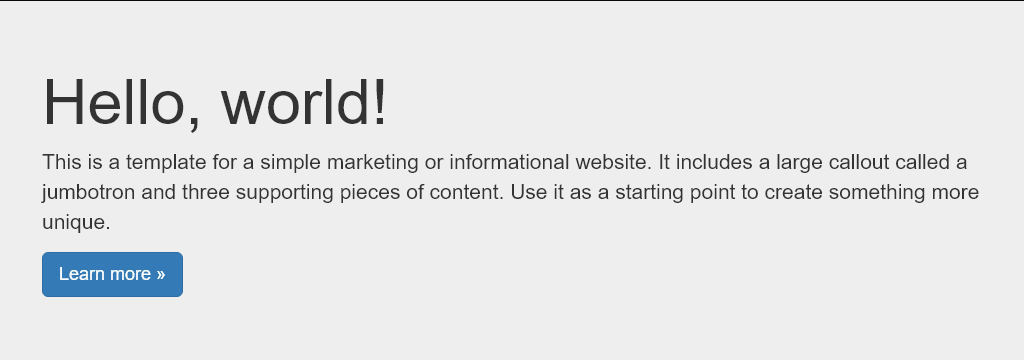 Hello, world!
This is a template for a simple marketing or informational website. It includes a large callout called a
jumbotron and three supporting pieces of content. Use it as a starting point to create something more
unique.
Learn more »